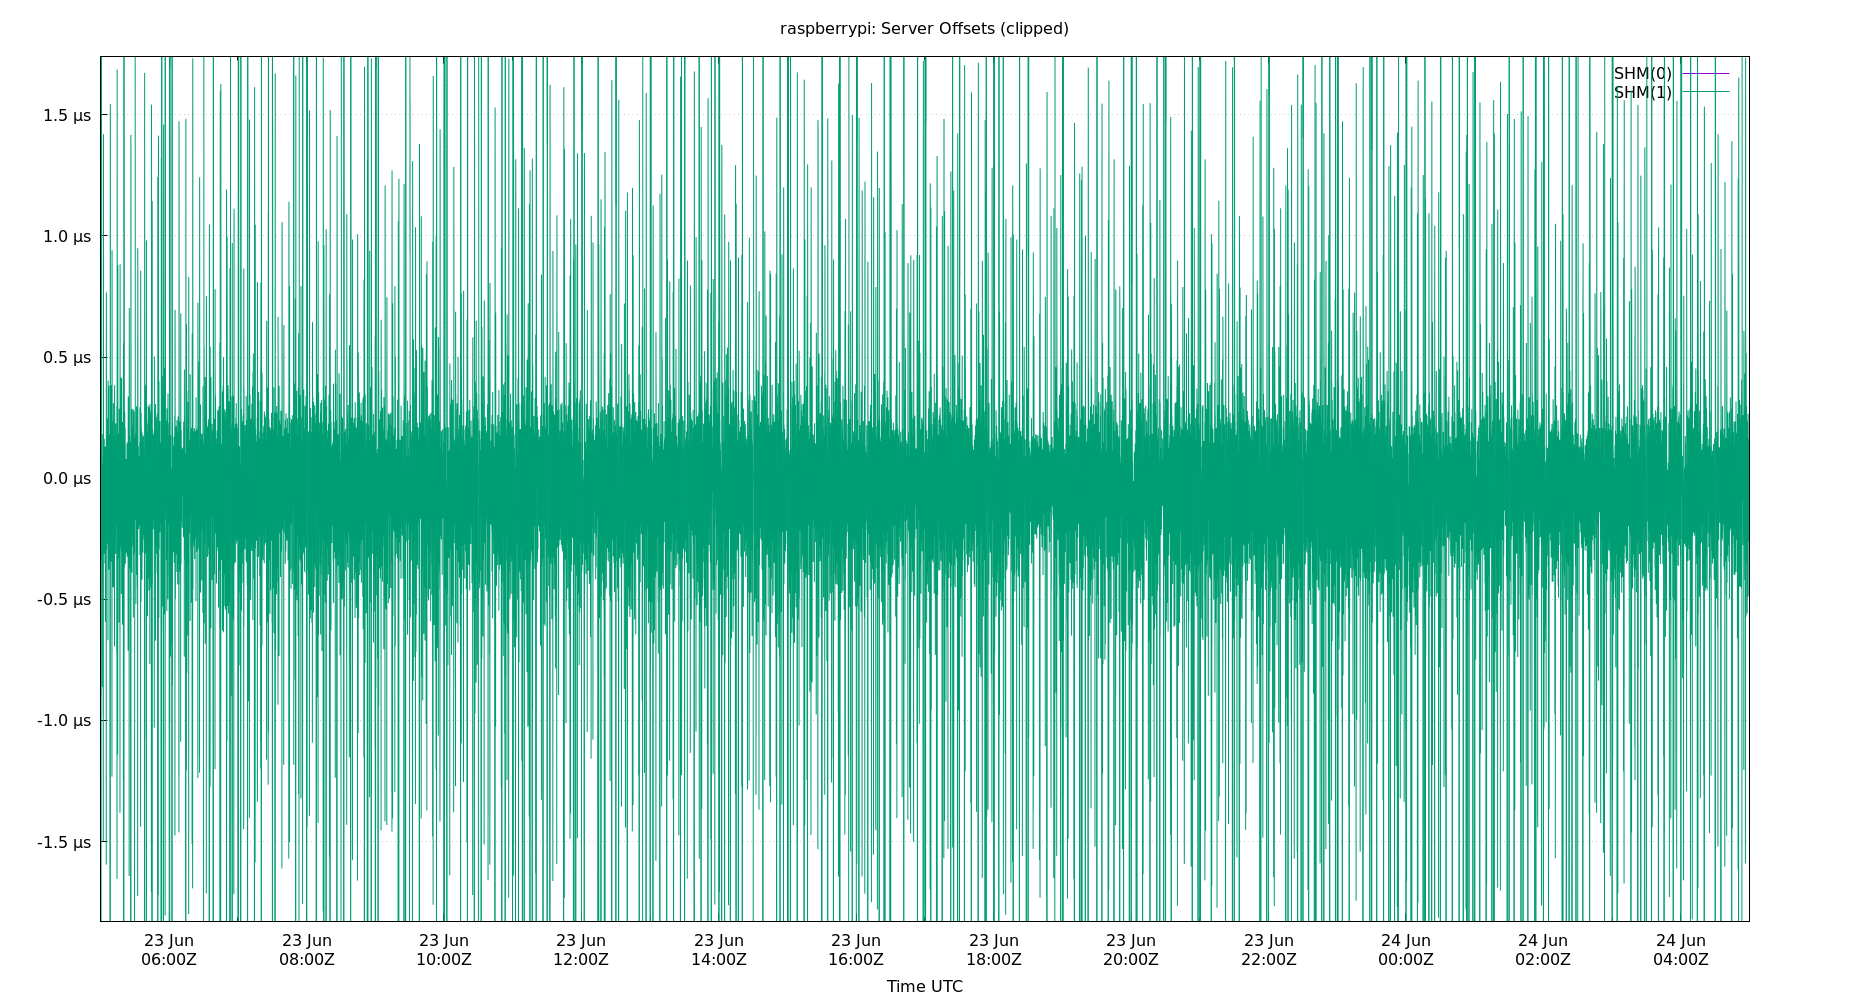 raspberrypi: Server Offsets (clipped)
SHM(0)
SHM(1)
1.5 µs
1.0 µs
0.5 µs
0.0 µs
-0.5 µs
-1.0 µs
-1.5 µs
23 Jun 23 Jun 23 Jun 23 Jun 23 Jun 23 Jun 23 Jun 23 Jun 23 Jun 24 Jun 24 Jun 24 Jun
06:00Z 08:00Z 10:00Z 12:00Z 14:00Z 16:00Z 18:00Z 20:00Z 22:00Z 00:00Z 02:00Z 04:00Z
Time UTC